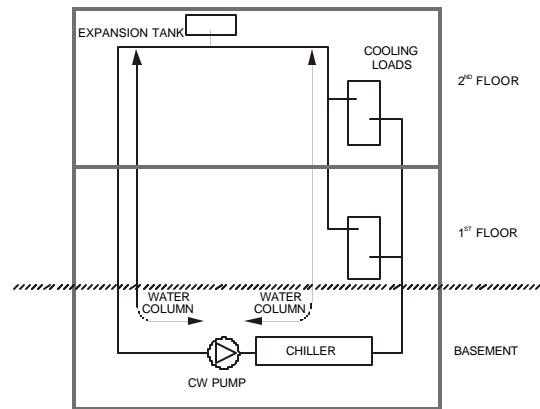 EXPANSION TANK
COOLING
LOADS
2ND FLOOR
1ST FLOOR
WATER
COLUMN
WATER
COLUMN
CHILLER
BASEMENT
CW PUMP